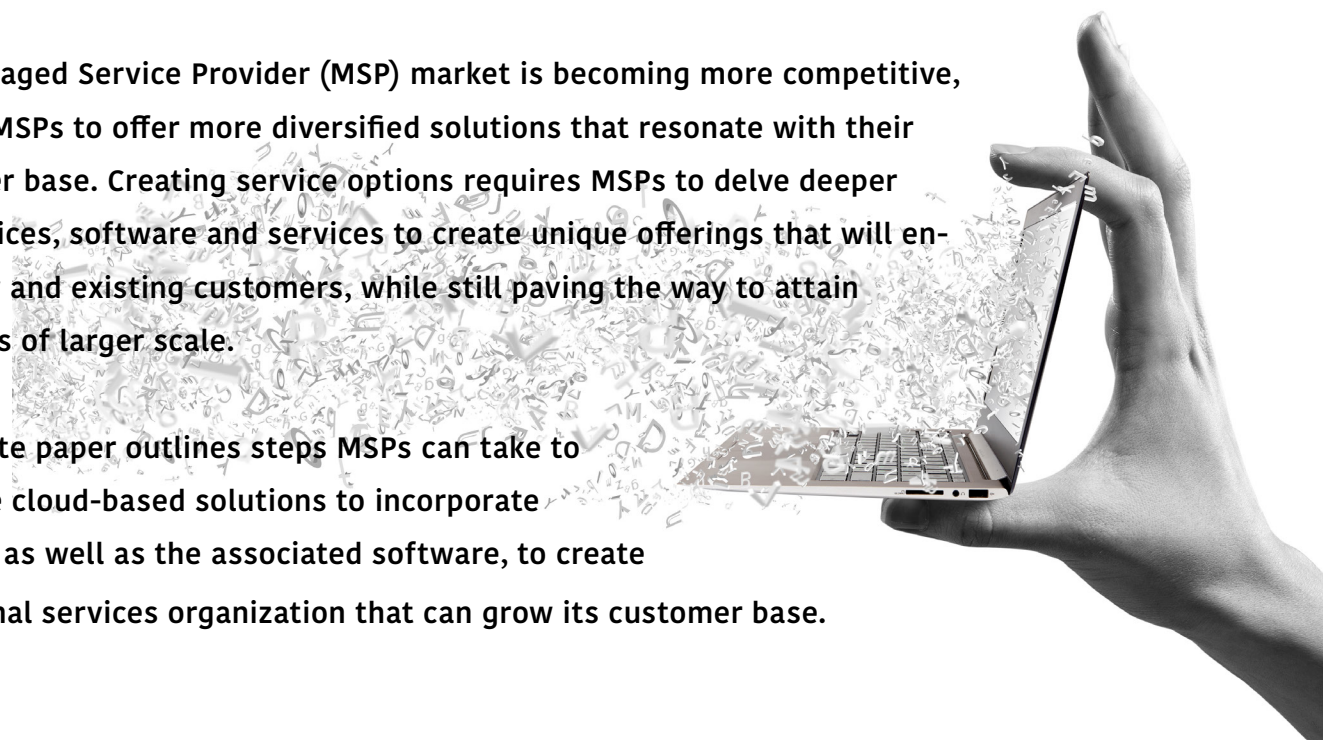 aged Service Provider (MSP) market is becoming more competitive,
MSPs to offer more diversified solutions that resonate with their
er base. Creating service options requires MSPs to delve deeper
ices, software and services to create unique offerings that will en-
and existing customers, while still paving the way to attain
s of larger scale.
te paper outlines steps MSPs can take to
e cloud-based solutions to incorporate
as well as the associated software, to create
nal services organization that can grow its customer base.